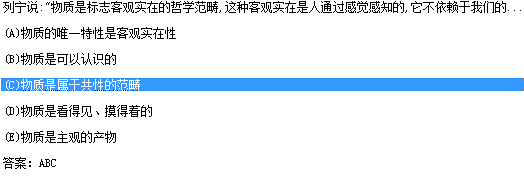 列宁说:“物质是标志客观实在的哲学范畴,这种客观实在是人通过感觉感知的,它不依赖于我们的...
(A)物质的唯一特性是客观实在性
(B)物质是可以认识的
(C)物质是属于共性的范畴
(D)物质是看得见、摸得着的
(E)物质是主观的产物
答案: ABC